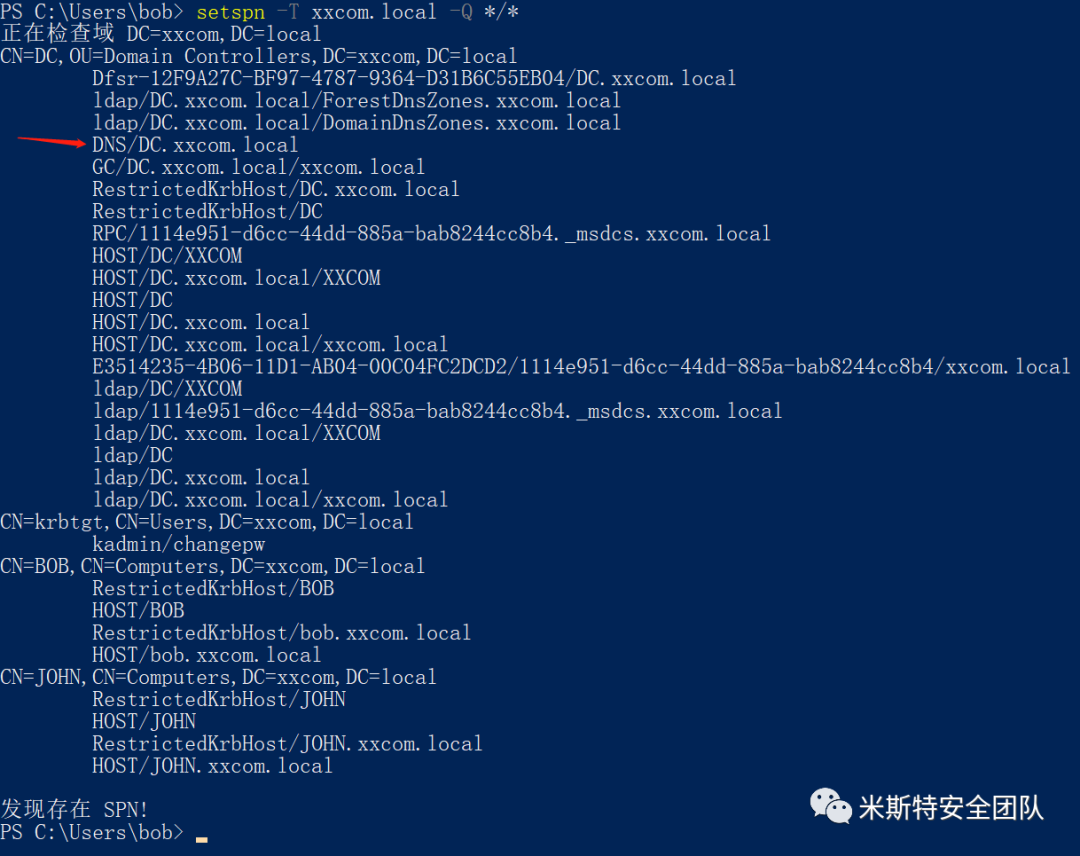 PS C:\Users\bob> setspn -T xxcom.local -Q */*
正在检查域 DC=xxcom,DC=local
CN=DC,OU=Domain Controllers,DC=xxcom,DC=local
Dfsr-12F9A27C-BF97-4787-9364-D31B6C55EB04/DC.xxcom.local
ldap/DC.xxcom.local/ForestDnsZones.xxcom.local
ldap/DC.xxcom.local/DomainDnsZones.xxcom.local
DNS/DC.xxcom.local
GC/DC.xxcom.local/xxcom.local
RestrictedKrbHost/DC.xxcom.local
RestrictedKrbHost/DC
RPC/1114e951-d6cc-44dd-885a-bab8244cc8b4._msdcs.xxcom.local
HOST/DC/XXCOM
HOST/DC.xxcom.local/XXCOM
HOST/DC
HOST/DC.xxcom.local
HOST/DC.xxcom.local/xxcom.local
E3514235-4B06-11D1-AB04-00C04FC2DCD2/1114e951-d6cc-44dd-885a-bab8244cc8b4/xxcom.local
ldap/DC/XXCOM
ldap/1114e951-d6cc-44dd-885a-bab8244cc8b4._msdcs.xxcom.local
ldap/DC.xxcom.local/XXCOM
ldap/DC
ldap/DC.xxcom.local
ldap/DC.xxcom.local/xxcom.local
CN=krbtgt,CN=Users,DC=xxcom,DC=local
kadmin/changepw
CN=BOB,CN=Computers,DC=xxcom,DC=local
RestrictedKrbHost/BOB
HOST/BOB
RestrictedKrbHost/bob.xxcom.local
HOST/bob.xxcom.local
CN=JOHN,CN=Computers,DC=xxcom,DC=local
RestrictedKrbHost/JOHN
HOST/JOHN
RestrictedKrbHost/JOHN.xxcom.local
HOST/JOHN.xxcom.local
发现存在 SPN!
PS C:\Users\bob>
米斯特安全团队